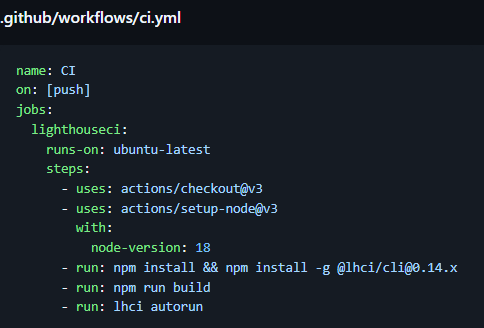 .github/workflows/ci.yml
name: CI
on: [push]
jobs:
  lighthouseci:
    runs-on: ubuntu-latest
    steps:
      - uses: actions/checkout@v3
      - uses: actions/setup-node@v3
        with:
          node-version: 18
      - run: npm install && npm install -g @lhci/cli@0.14.x
      - run: npm run build
      - run: lhci autorun